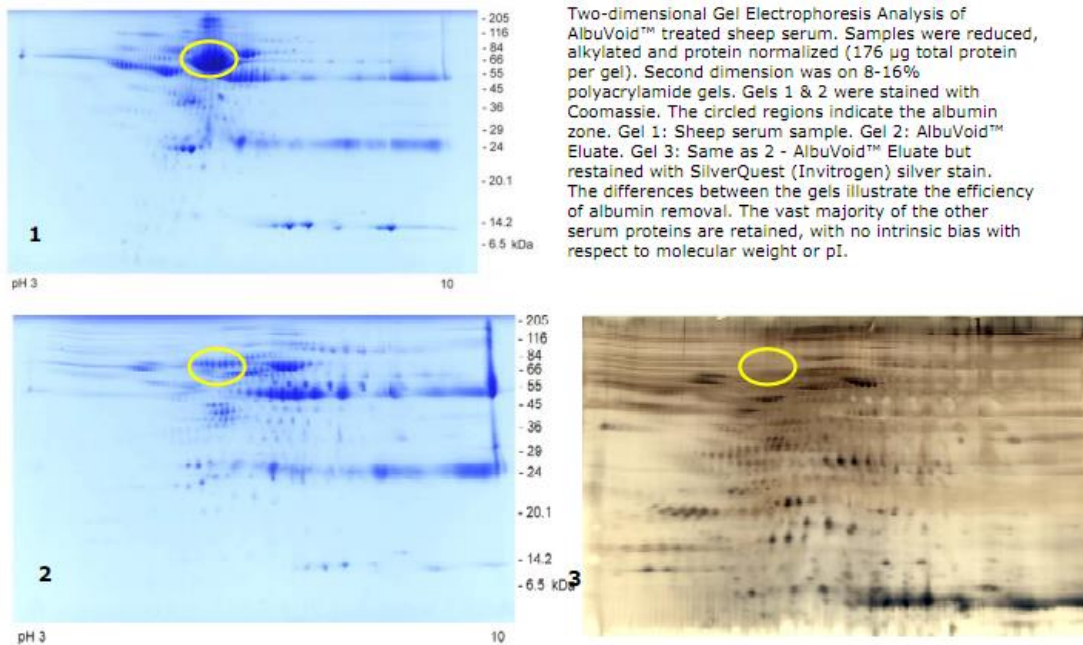 Two-dimensional Gel Electrophoresis Analysis of
AlbuVoid™ treated sheep serum. Samples were reduced,
alkylated and protein normalized (176 µg total protein
per gel). Second dimension was on 8-16%
polyacrylamide gels. Gels 1 & 2 were stained with
Coomassie. The circled regions indicate the albumin
zone. Gel 1: Sheep serum sample. Gel 2: AlbuVoid™
Eluate. Gel 3: Same as 2 - AlbuVoid™ Eluate but
restained with SilverQuest (Invitrogen) silver stain.
The differences between the gels illustrate the efficiency
of albumin removal. The vast majority of the other
serum proteins are retained, with no intrinsic bias with
respect to molecular weight or pI.
- 205
- 116
- 84
- 66
- 55
- 45
- 36
- 29
- 24
- 20.1
- 14.2
- 6.5 kDa
1
pH 3 10
- 205
- 116
- 84
- 66
- 55
- 45
- 36
- 29
- 24
- 20.1
- 14.2
- 6.5 kDa
2
pH 3 10
3